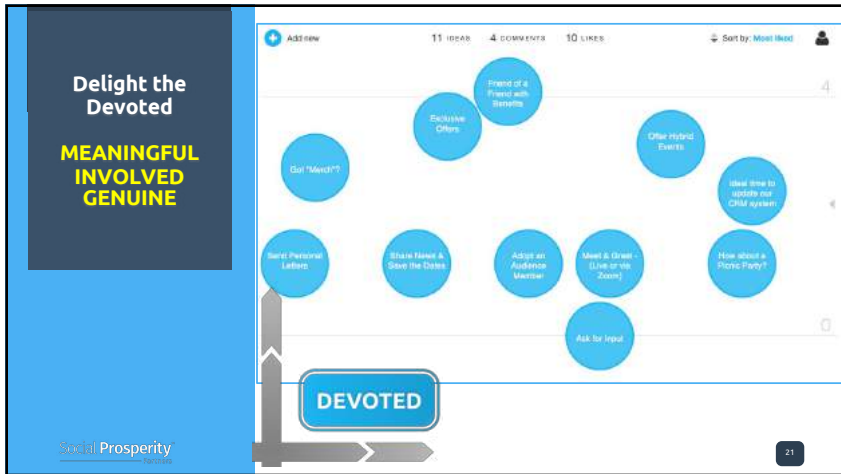 Delight the
Devoted
MEANINGFUL
INVOLVED
GENUINE
Add new
11 IDEAS
4 COMMENTS
10 LIKES
Sort by: Most liked
4
Friend of a
Friend with
Benefits
Exclusive
Offers
Offer Hybrid
Events
Got "Merch"?
Ideal time to
update our
CRM system
Send Personal
Letters
Share News &
Save the Dates
Adopt an
Audience
Member
Meet & Greet -
(Live or via
Zoom)
How about a
Picnic Party?
0
Ask for Input
DEVOTED
Social Prosperity
21